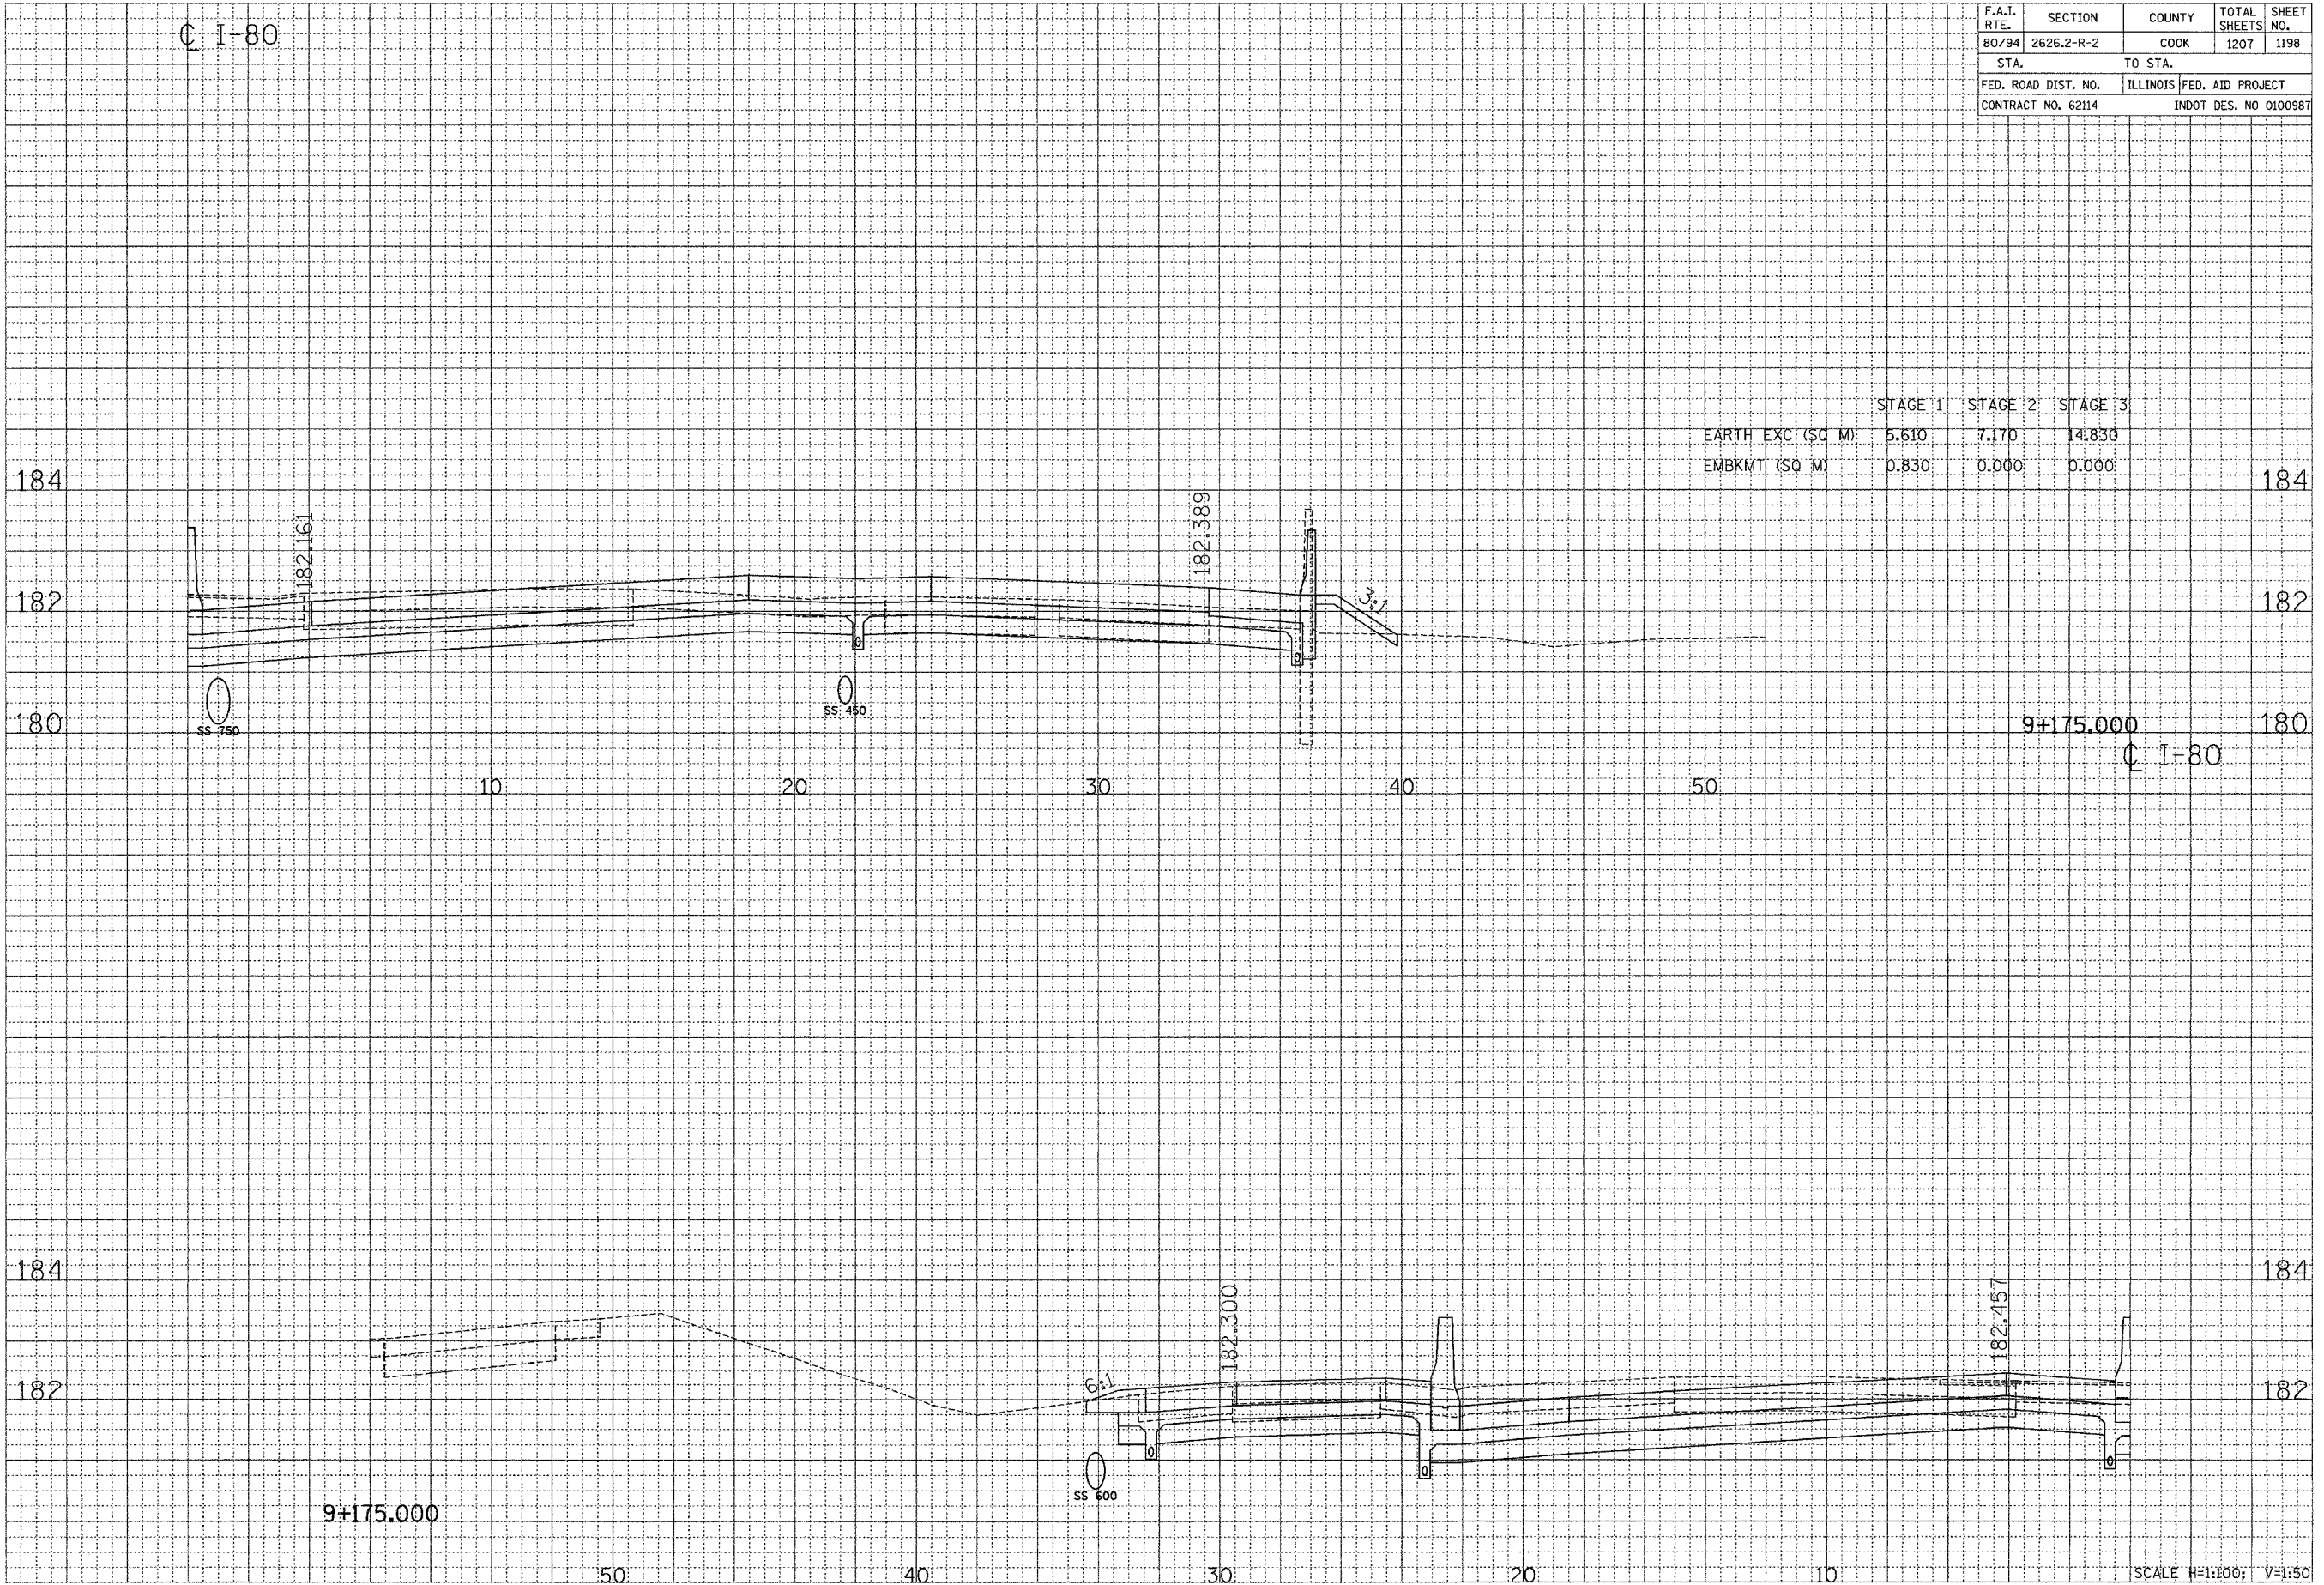 F.A.I. RTE. SECTION COUNTY TOTAL SHEETS SHEET NO.
80/94 2626.2-R-2 COOK 1207 1198
STA. TO STA.
FED. ROAD DIST. NO. ILLINOIS FED. AID PROJECT
CONTRACT NO. 62114 INDOT DES. NO 0100987
℄ I-80
STAGE 1 STAGE 2 STAGE 3
EARTH EXC (SQ M) 5.610 7.170 14.830
EMBKMT (SQ M) 0.830 0.000 0.000
184 184
182.161 182.389
182 3:1 182
SS 750 SS 450
180 9+175.000 180
℄ I-80
10 20 30 40 50
184 184
182.300 182.457
182 6:1 182
SS 600
9+175.000
50 40 30 20 10
SCALE H=1:100; V=1:50